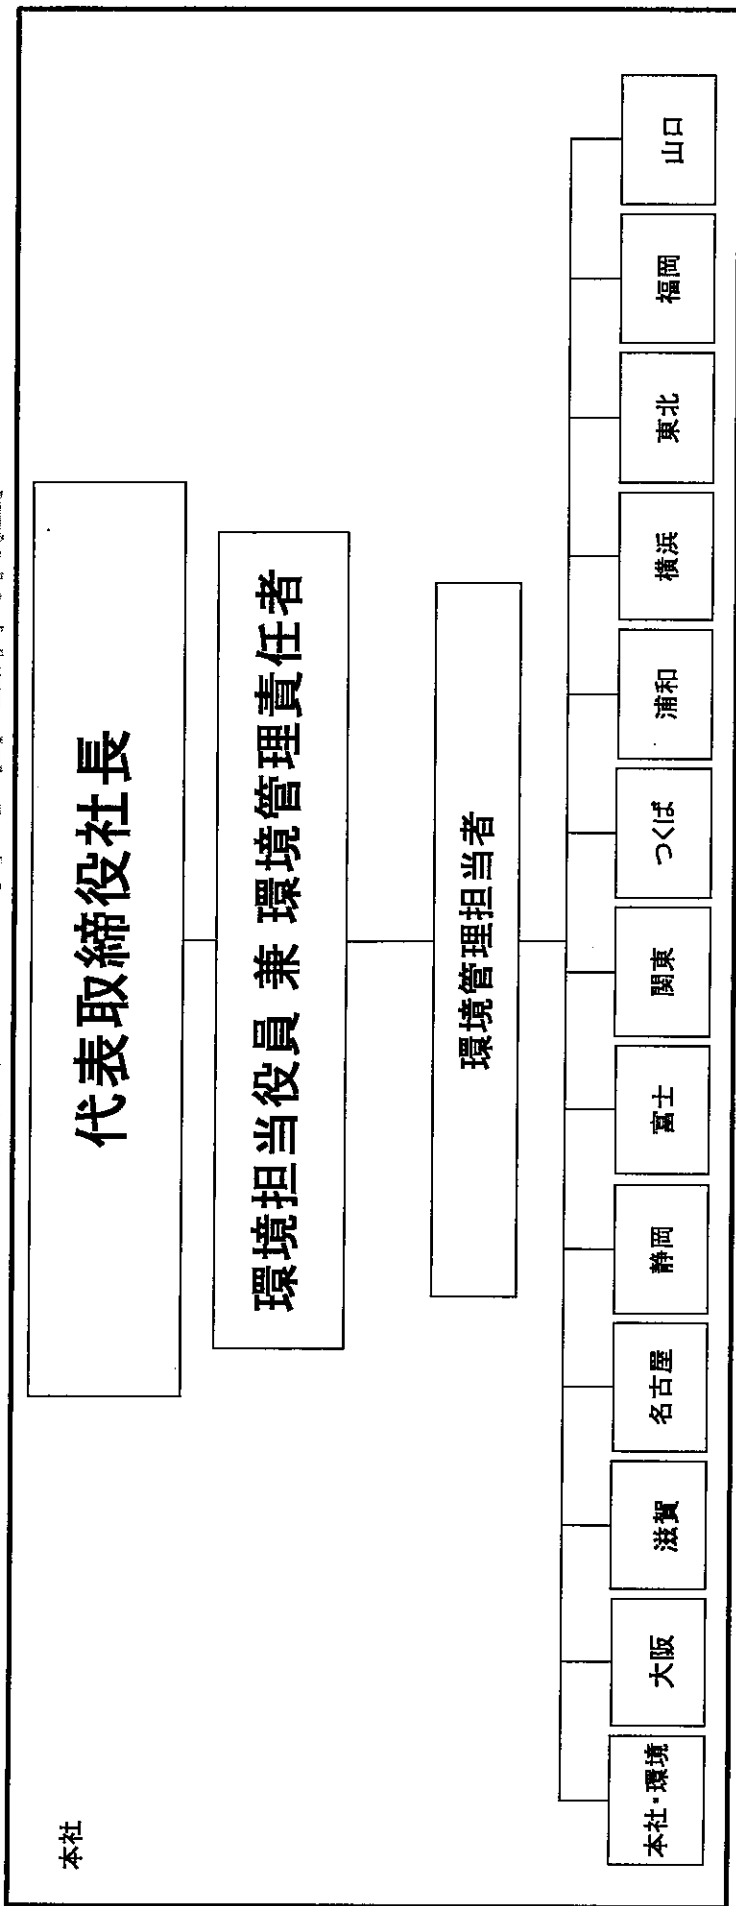 本社
代表取締役社長
環境担当役員 兼 環境管理責任者
環境管理担当者
本社・環境
大阪
滋賀
名古屋
静岡
富士
関東
つくば
浦和
横浜
東北
福岡
山口